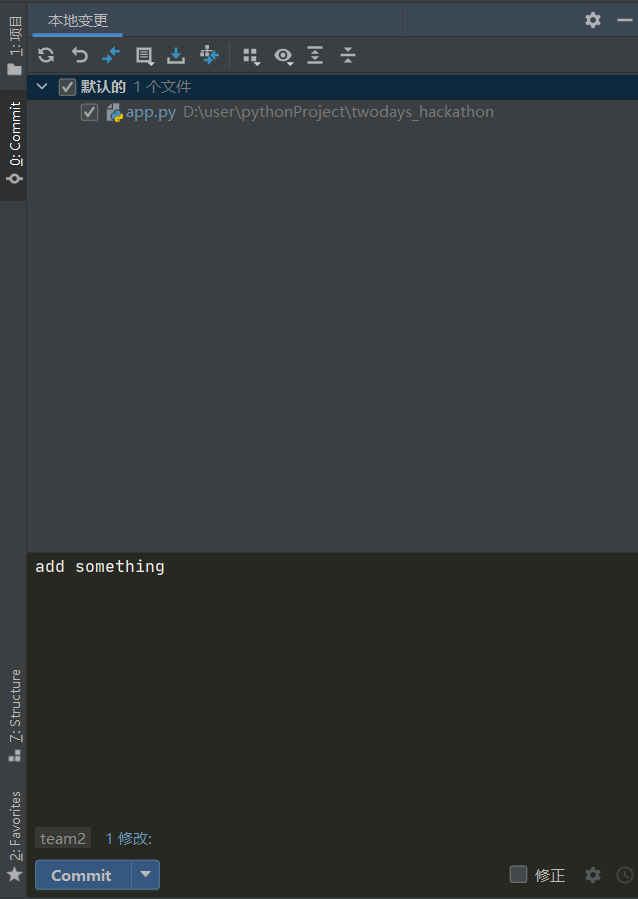 本地变更
1: 项目
0: Commit
默认的 1 个文件
app.py D:\user\pythonProject\twodays_hackathon
add something
7: Structure
2: Favorites
team2 1 修改:
Commit 修正